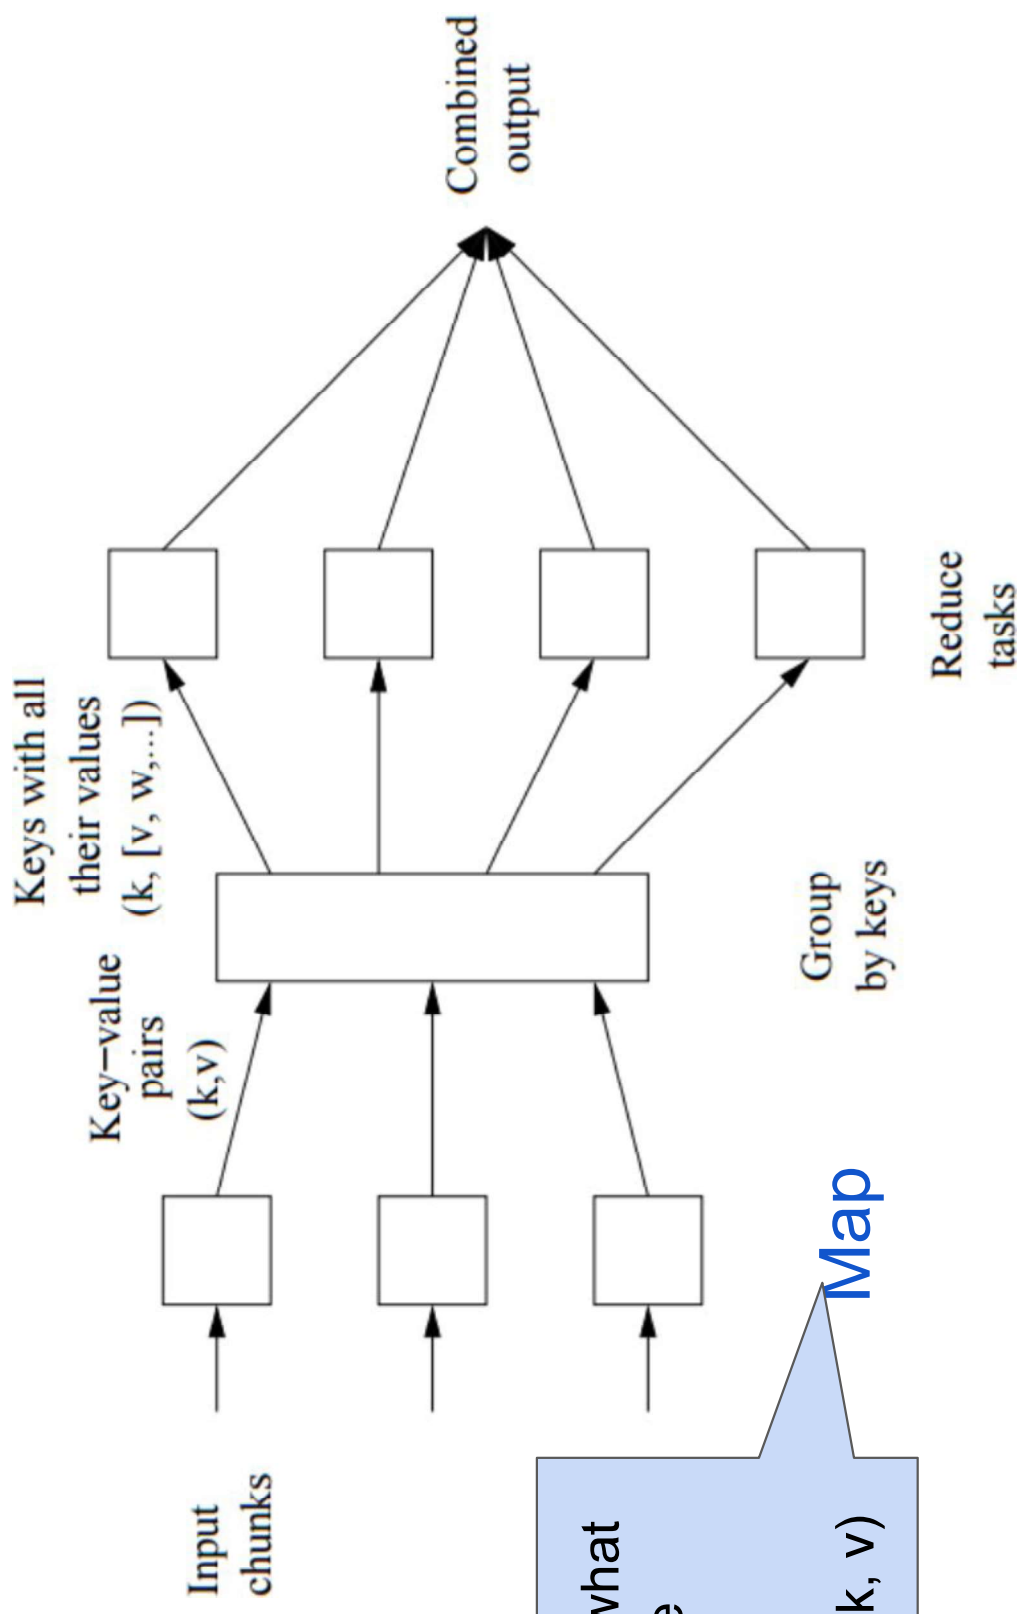 Input
chunks
Key–value
pairs
(k,v)
Keys with all
their values
(k, [v, w,...])
Combined
output
Map
Group
by keys
Reduce
tasks
k, v)